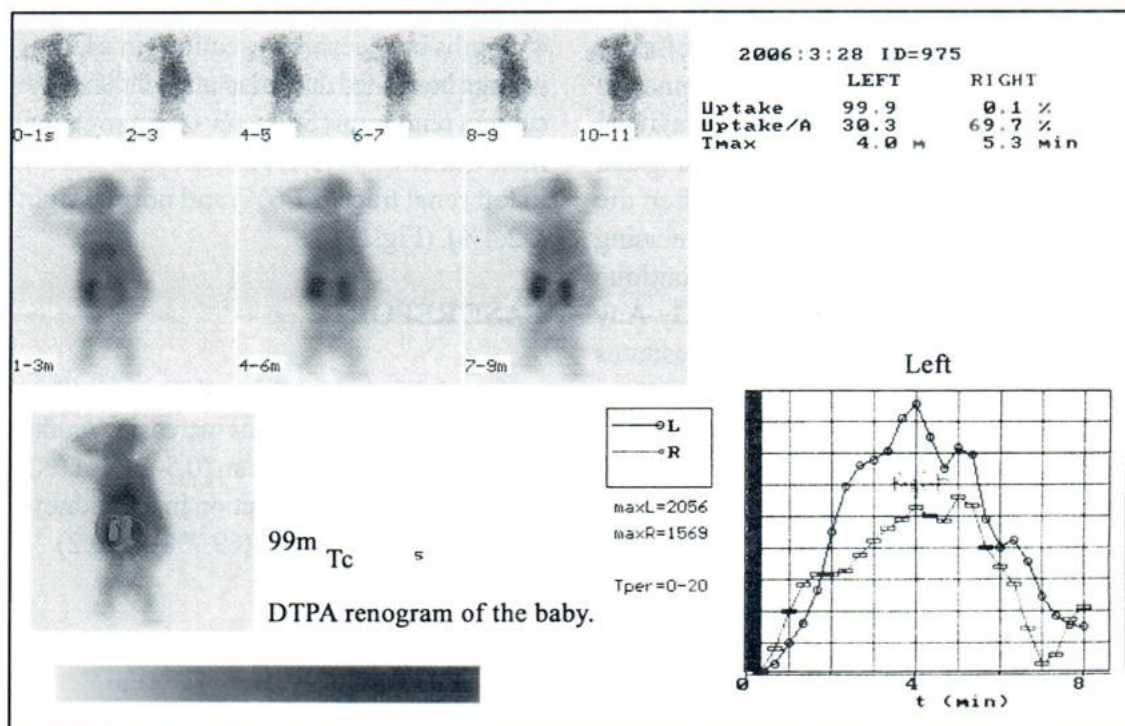 0-1s 2-3 4-5 6-7 8-9 10-11
2006:3:28 ID=975
LEFT RIGHT
Uptake 99.9 0.1 %
Uptake/A 30.3 69.7 %
Tmax 4.0 m 5.3 min
1-3m 4-6m 7-9m
Left
L
R
maxL=2056
maxR=1569
Tper=0-20
99m Tc s
DTPA renogram of the baby.
0 4 8
t (min)